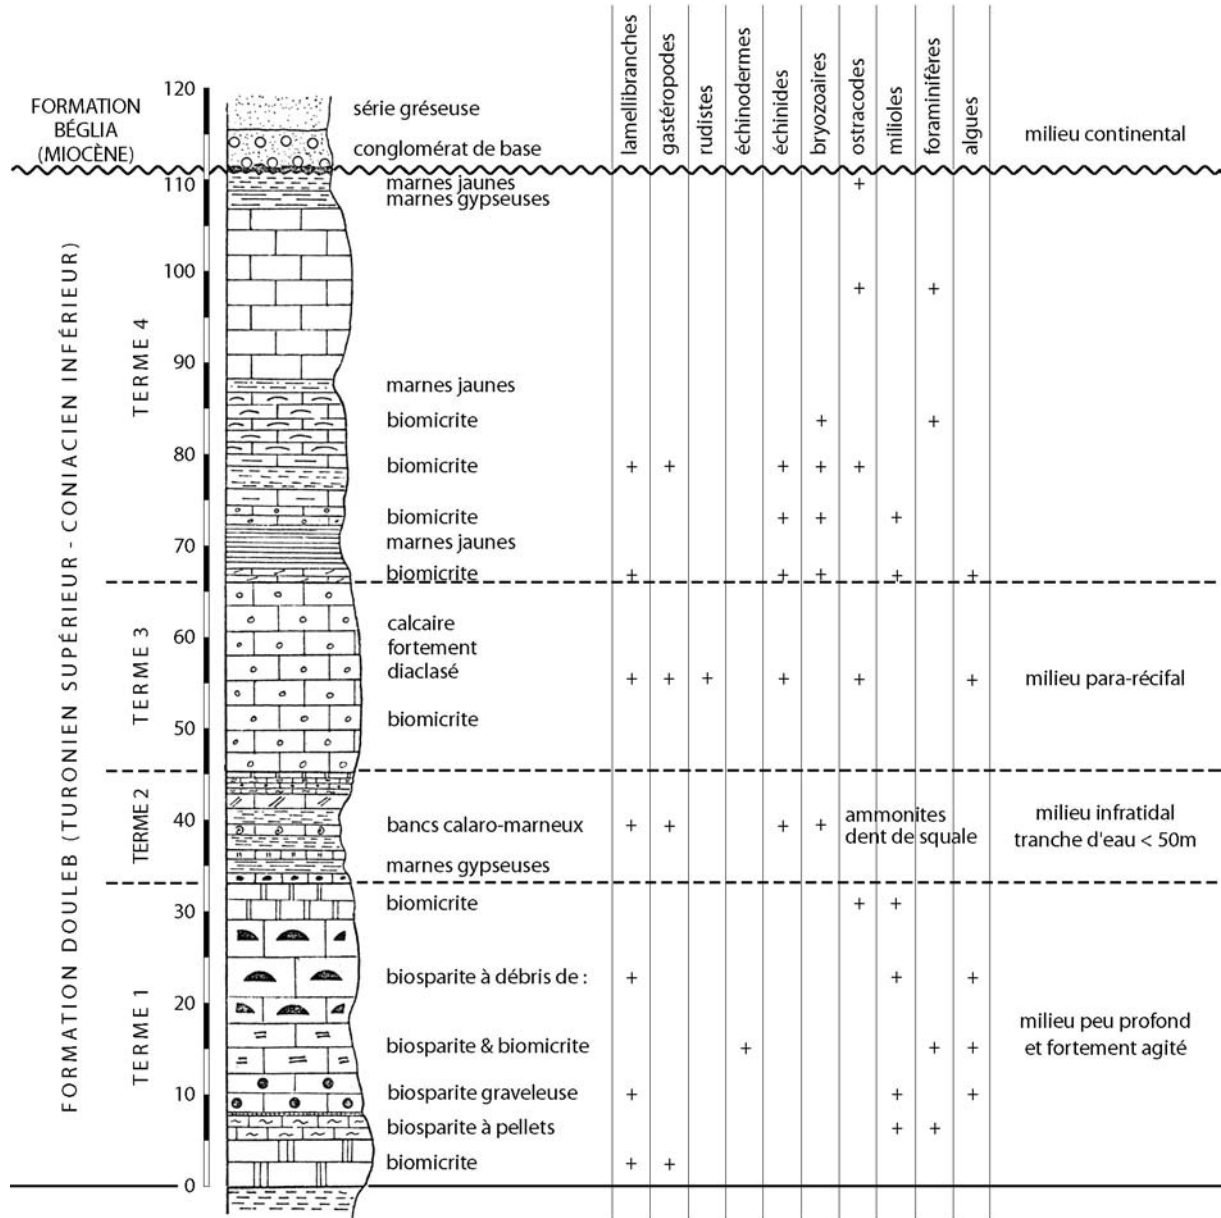 lamellibranches
gastéropodes
rudistes
échinodermes
échinides
bryozoaires
ostracodes
milioles
foraminifères
algues
120
FORMATION
BÉGLIA
(MIOCÈNE)
série gréseuse
conglomérat de base
milieu continental
FORMATION DOULEB (TURONIEN SUPÉRIEUR - CONIACIEN INFÉRIEUR)
TERME 4
110
marnes jaunes
marnes gypseuses
100
90
marnes jaunes
biomicrite
80
biomicrite
biomicrite
70
marnes jaunes
biomicrite
TERME 3
60
calcaire
fortement
diaclasé
milieu para-récifal
biomicrite
50
TERME 2
40
bancs calaro-marneux
ammonites
dent de squale
milieu infratidal
tranche d'eau < 50m
marnes gypseuses
TERME 1
30
biomicrite
biosparite à débris de :
20
milieu peu profond
et fortement agité
biosparite & biomicrite
10
biosparite graveleuse
biosparite à pellets
biomicrite
0